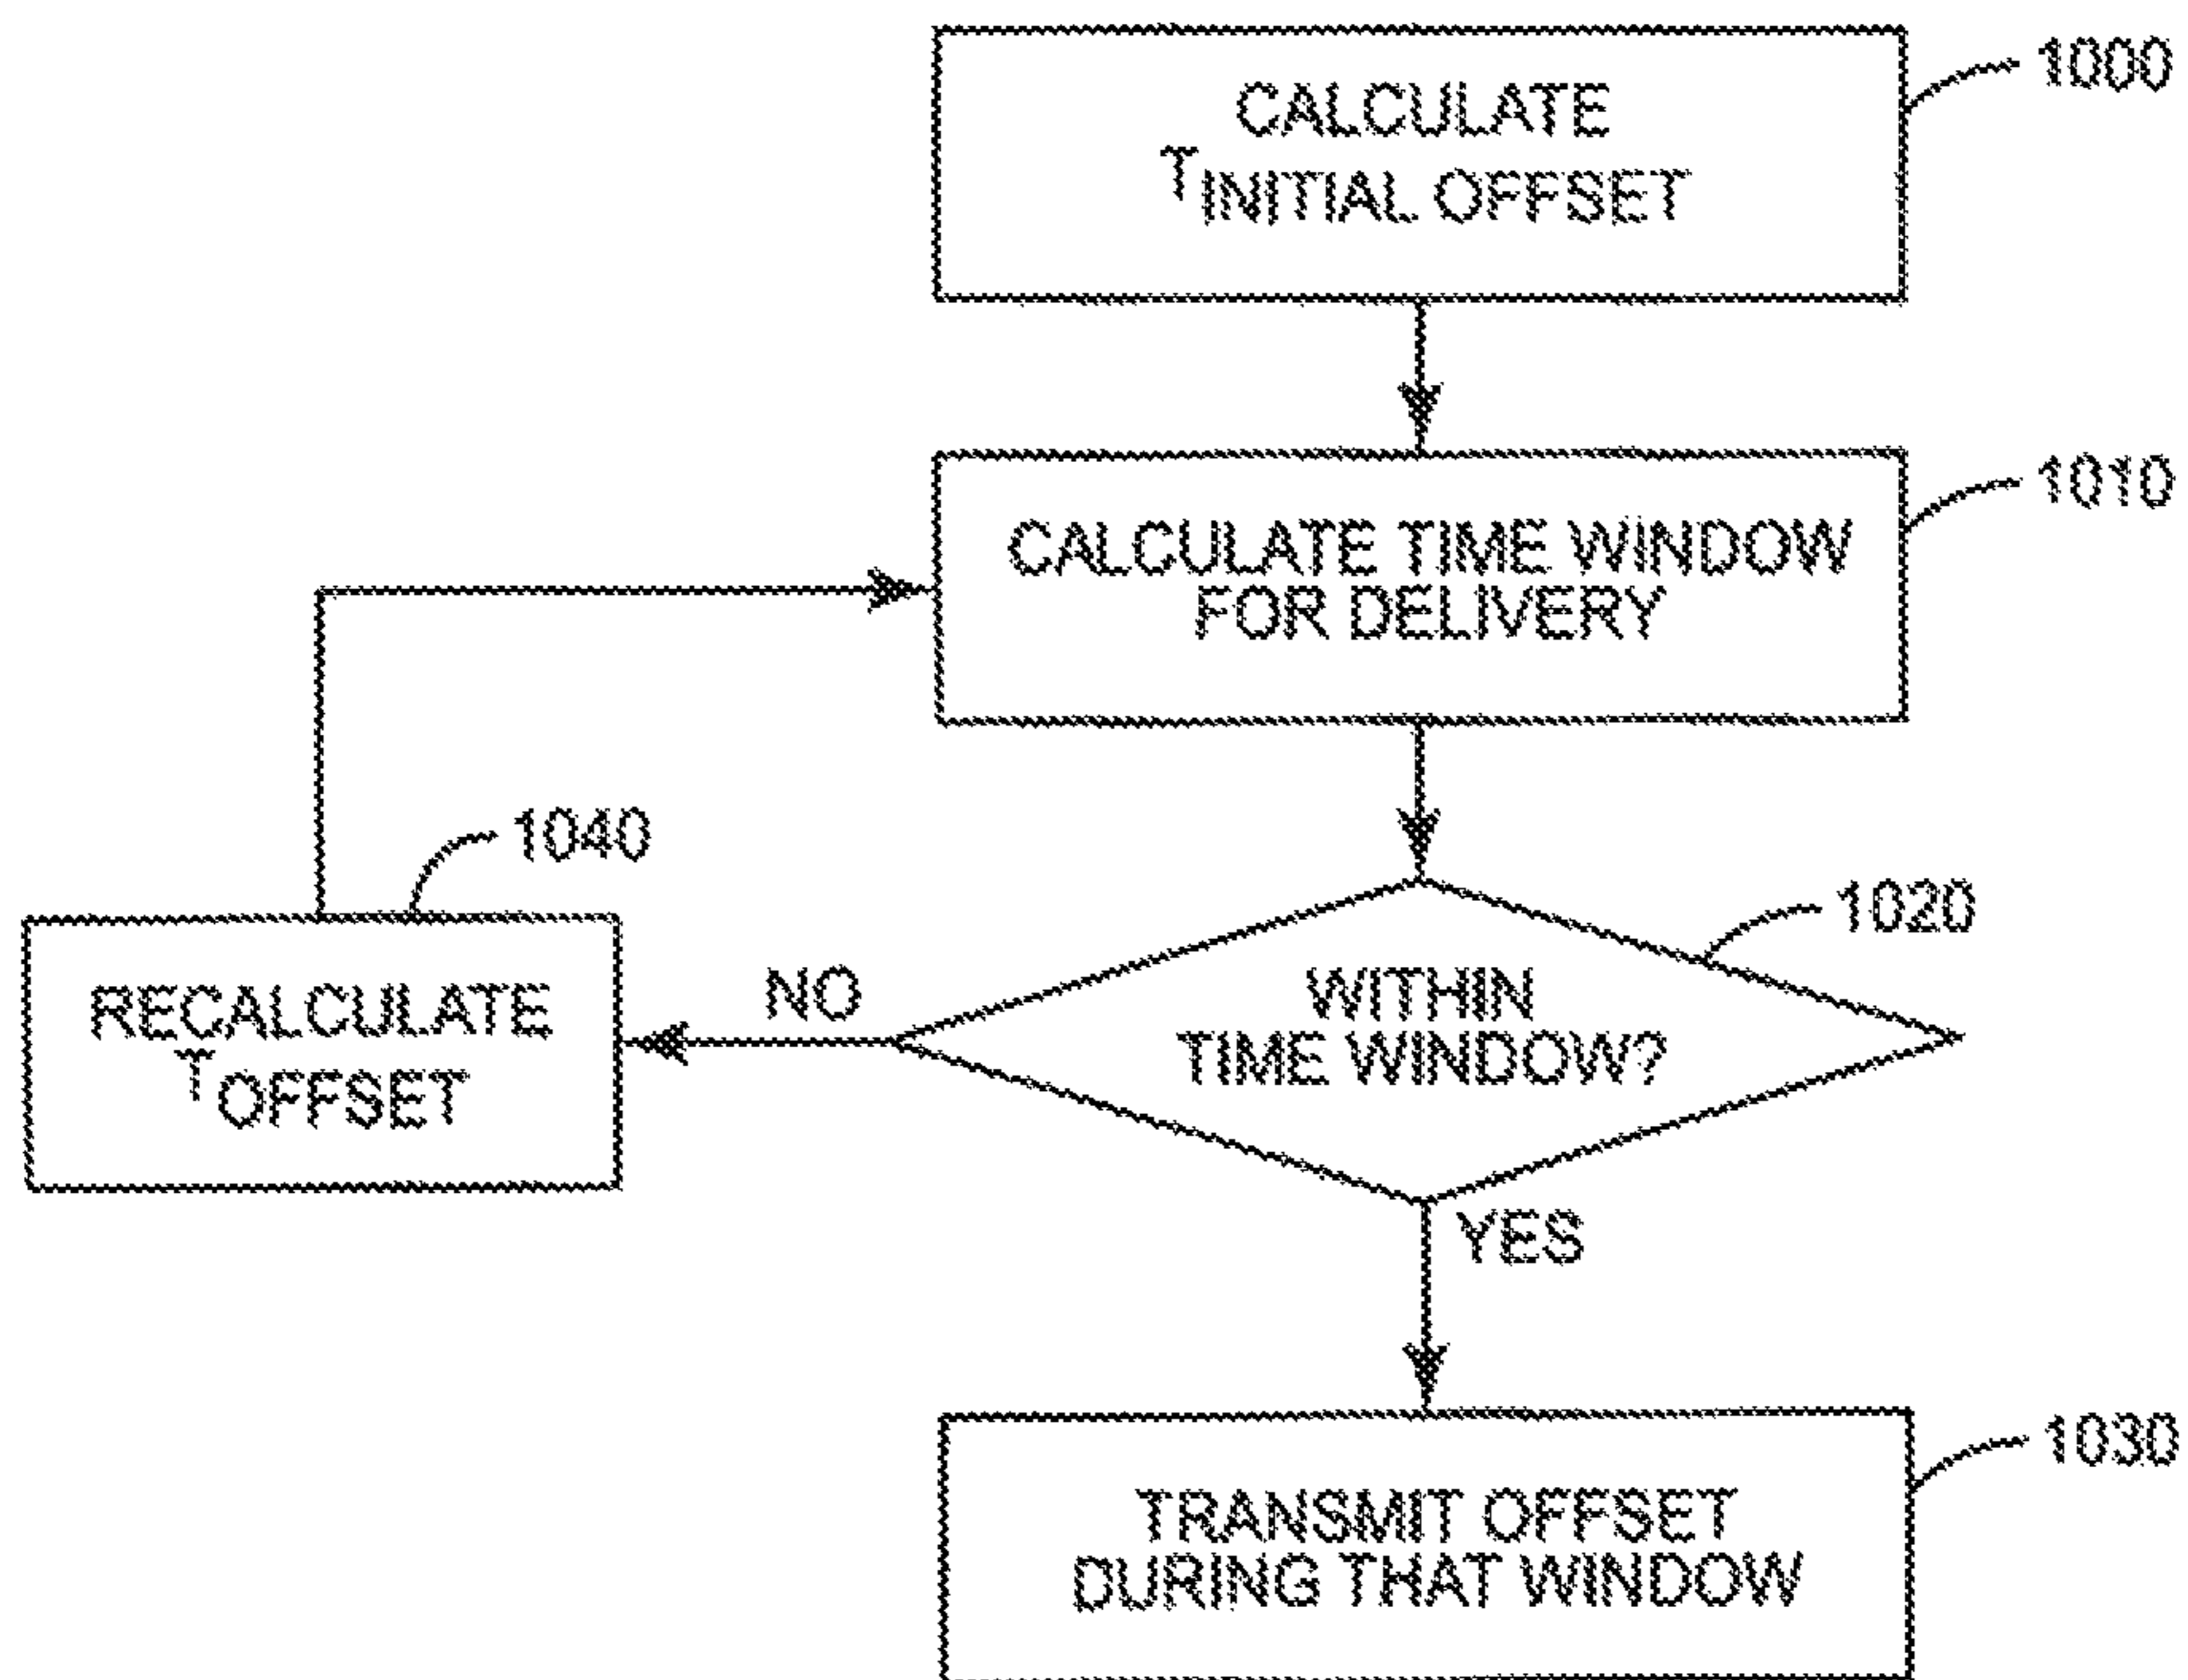 CALCULATE
TINITIAL OFFSET
1000
CALCULATE TIME WINDOW
FOR DELIVERY
1010
WITHIN
TIME WINDOW?
1020
NO
YES
RECALCULATE
TOFFSET
1040
TRANSMIT OFFSET
DURING THAT WINDOW
1030